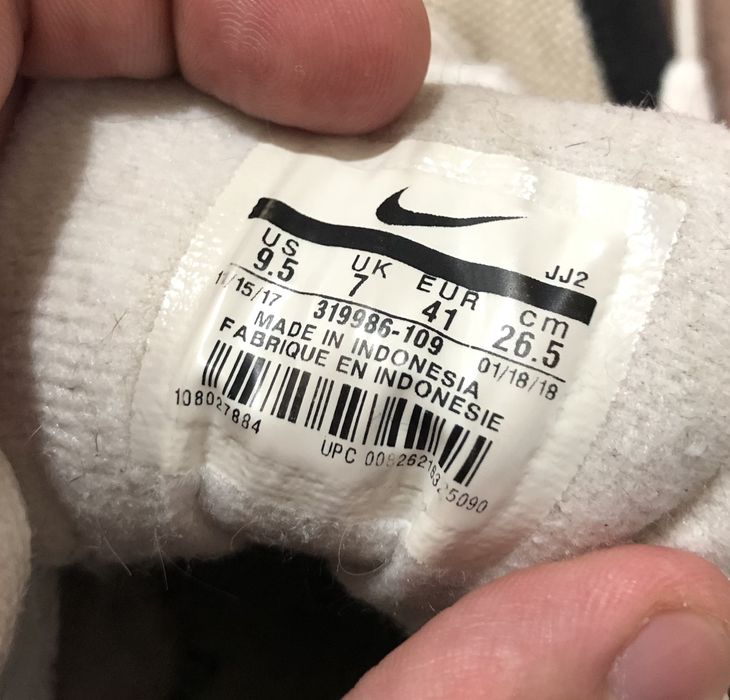 JJ2
US UK EUR cm
9.5 7 41 26.5
11/15/17 319986-109 01/18/18
MADE IN INDONESIA
FABRIQUE EN INDONESIE
108027884
UPC